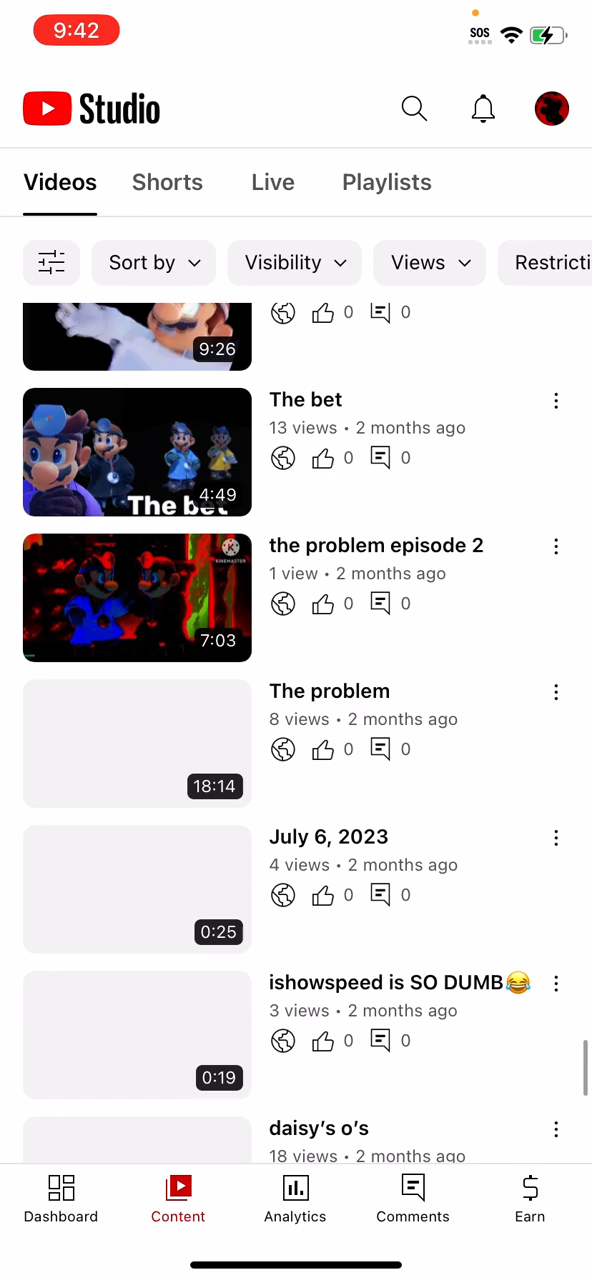 9:42
SOS
Studio
Videos Shorts Live Playlists
Sort by Visibility Views Restricti
0 0
9:26
The bet
13 views • 2 months ago
0 0
The bet
4:49
the problem episode 2
1 view • 2 months ago
0 0
KINEMASTER
7:03
The problem
8 views • 2 months ago
0 0
18:14
July 6, 2023
4 views • 2 months ago
0 0
0:25
ishowspeed is SO DUMB😂
3 views • 2 months ago
0 0
0:19
daisy’s o’s
18 views • 2 months ago
Dashboard Content Analytics Comments Earn